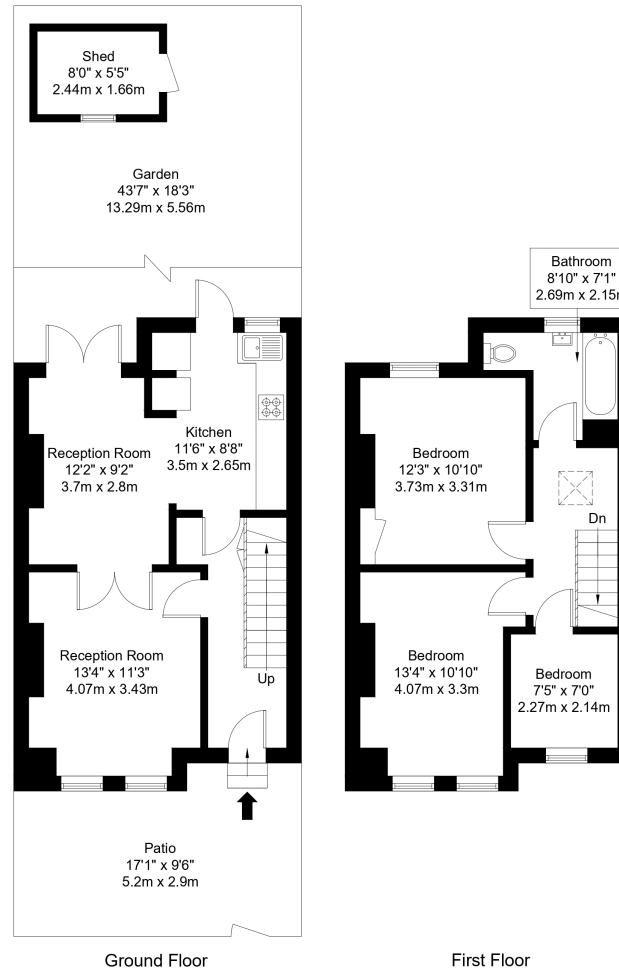 Shed
8'0" x 5'5"
2.44m x 1.66m
Garden
43'7" x 18'3"
13.29m x 5.56m
Kitchen
11'6" x 8'8"
3.5m x 2.65m
Reception Room
12'2" x 9'2"
3.7m x 2.8m
Reception Room
13'4" x 11'3"
4.07m x 3.43m
Up
Patio
17'1" x 9'6"
5.2m x 2.9m
Ground Floor
Bathroom
8'10" x 7'1"
2.69m x 2.15m
Bedroom
12'3" x 10'10"
3.73m x 3.31m
Dn
Bedroom
13'4" x 10'10"
4.07m x 3.3m
Bedroom
7'5" x 7'0"
2.27m x 2.14m
First Floor